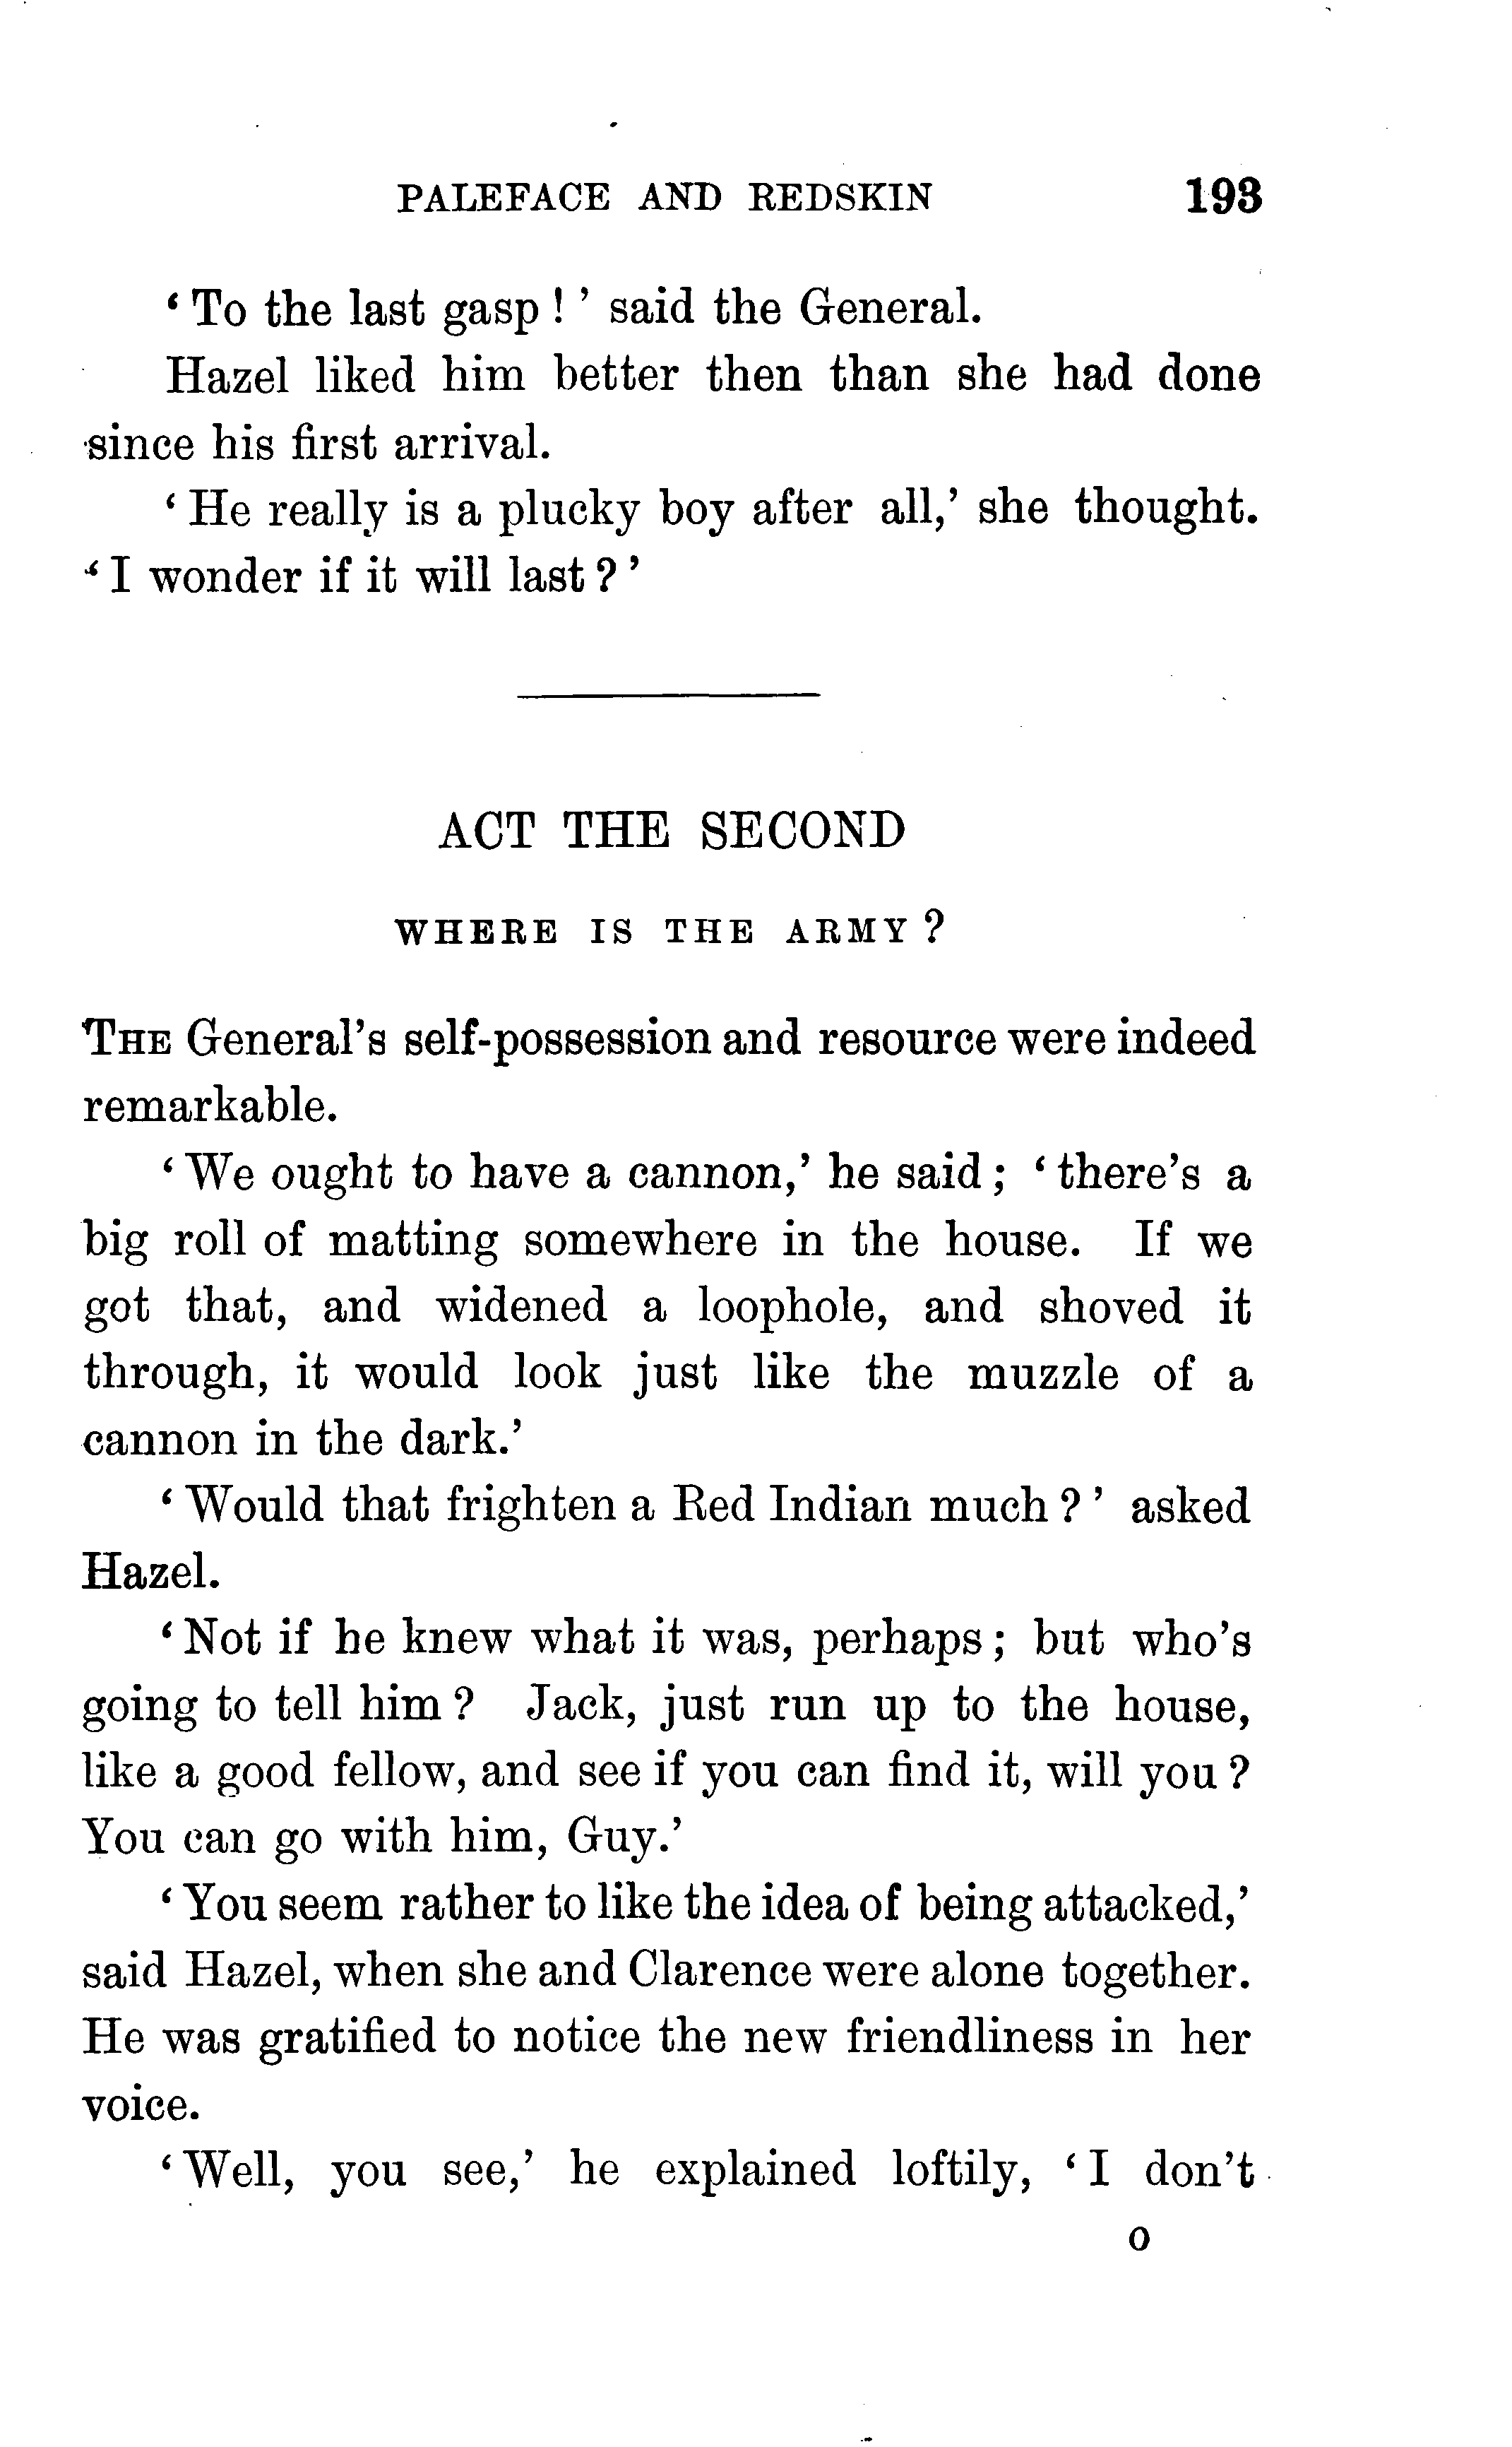 PALEFACE AND REDSKIN 193
‘To the last gasp!’ said the General.
Hazel liked him better then than she had done
since his first arrival.
‘He really is a plucky boy after all,’ she thought.
‘I wonder if it will last?’
ACT THE SECOND
WHERE IS THE ARMY?
THE General’s self-possession and resource were indeed
remarkable.
‘We ought to have a cannon,’ he said; ‘there’s a
big roll of matting somewhere in the house. If we
got that, and widened a loophole, and shoved it
through, it would look just like the muzzle of a
cannon in the dark.’
‘Would that frighten a Red Indian much?’ asked
Hazel.
‘Not if he knew what it was, perhaps; but who’s
going to tell him? Jack, just run up to the house,
like a good fellow, and see if you can find it, will you?
You can go with him, Guy.’
‘You seem rather to like the idea of being attacked,’
said Hazel, when she and Clarence were alone together.
He was gratified to notice the new friendliness in her
voice.
‘Well, you see,’ he explained loftily, ‘I don’t
O